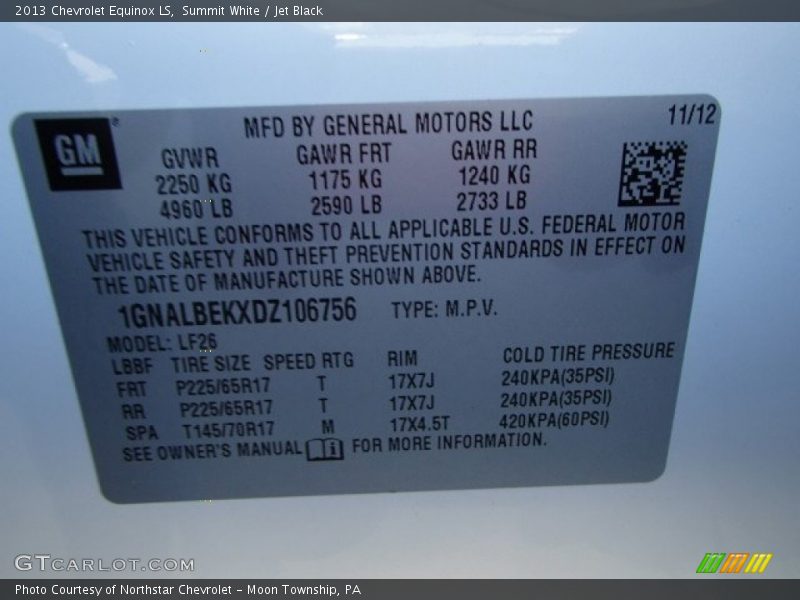 2013 Chevrolet Equinox LS, Summit White / Jet Black
11/12
GM®
MFD BY GENERAL MOTORS LLC
GVWR GAWR FRT GAWR RR
2250 KG 1175 KG 1240 KG
4960 LB 2590 LB 2733 LB
THIS VEHICLE CONFORMS TO ALL APPLICABLE U.S. FEDERAL MOTOR
VEHICLE SAFETY AND THEFT PREVENTION STANDARDS IN EFFECT ON
THE DATE OF MANUFACTURE SHOWN ABOVE.
1GNALBEKXDZ106756 TYPE: M.P.V.
MODEL: LF26
LBBF TIRE SIZE SPEED RTG RIM COLD TIRE PRESSURE
FRT P225/65R17 T 17X7J 240KPA(35PSI)
RR P225/65R17 T 17X7J 240KPA(35PSI)
SPA T145/70R17 M 17X4.5T 420KPA(60PSI)
SEE OWNER'S MANUAL i FOR MORE INFORMATION.
GTCARLOT.COM
Photo Courtesy of Northstar Chevrolet - Moon Township, PA